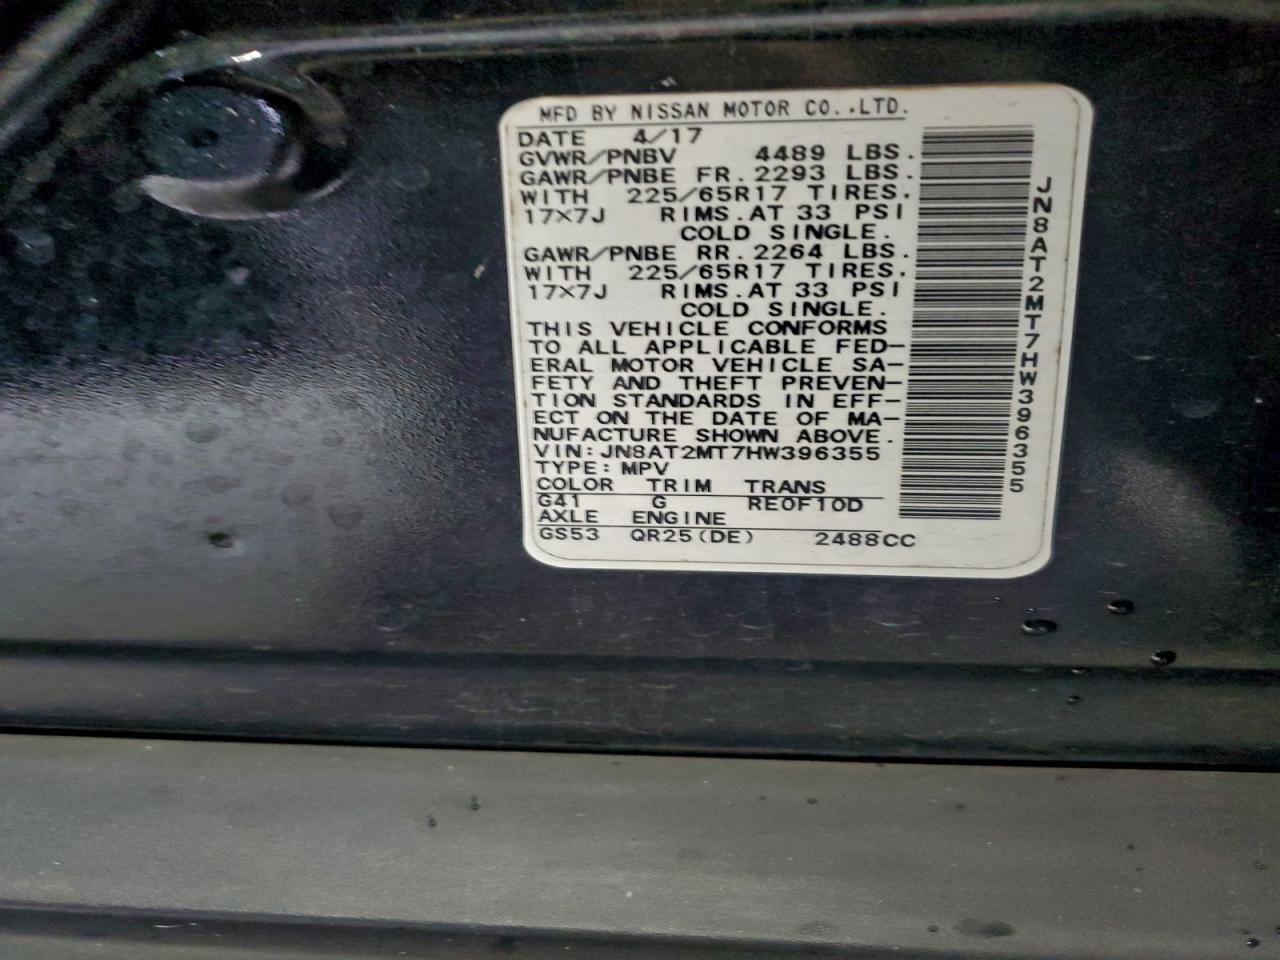 MFD BY NISSAN MOTOR CO.,LTD.
DATE 4/17
GVWR/PNBV 4489 LBS.
GAWR/PNBE FR. 2293 LBS.
WITH 225/65R17 TIRES.
17×7J RIMS. AT 33 PSI
COLD SINGLE.
GAWR/PNBE RR. 2264 LBS.
WITH 225/65R17 TIRES.
17×7J RIMS. AT 33 PSI
COLD SINGLE.
THIS VEHICLE CONFORMS
TO ALL APPLICABLE FED-
ERAL MOTOR VEHICLE SA-
FETY AND THEFT PREVEN-
TION STANDARDS IN EFF-
ECT ON THE DATE OF MA-
NUFACTURE SHOWN ABOVE.
VIN: JN8AT2MT7HW396355
TYPE: MPV
COLOR TRIM TRANS
G41 G RE0F10D
AXLE ENGINE
GS53 QR25(DE) 2488CC
JN8AT2MT7HW396355